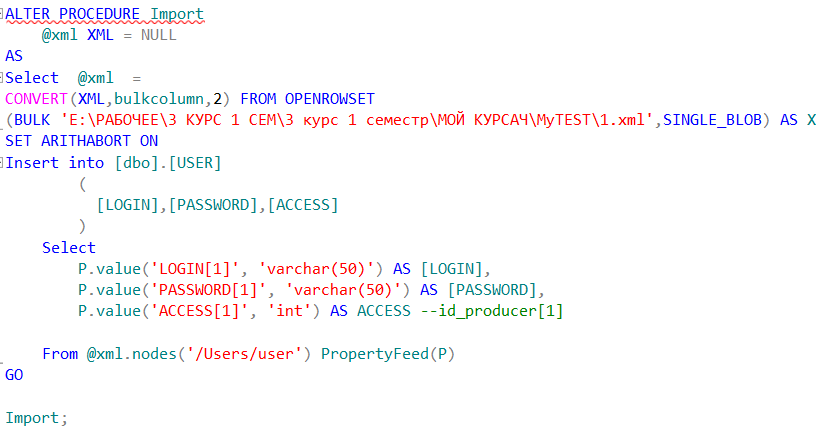 ALTER PROCEDURE Import
@xml XML = NULL
AS
Select  @xml  =
CONVERT(XML,bulkcolumn,2) FROM OPENROWSET
(BULK 'E:\РАБОЧЕЕ\3 КУРС 1 СЕМ\3 курс 1 семестр\МОЙ КУРСАЧ\MyTEST\1.xml',SINGLE_BLOB) AS X
SET ARITHABORT ON
Insert into [dbo].[USER]
(
[LOGIN],[PASSWORD],[ACCESS]
)
Select
P.value('LOGIN[1]', 'varchar(50)') AS [LOGIN],
P.value('PASSWORD[1]', 'varchar(50)') AS [PASSWORD],
P.value('ACCESS[1]', 'int') AS ACCESS --id_producer[1]
From @xml.nodes('/Users/user') PropertyFeed(P)
GO
Import;